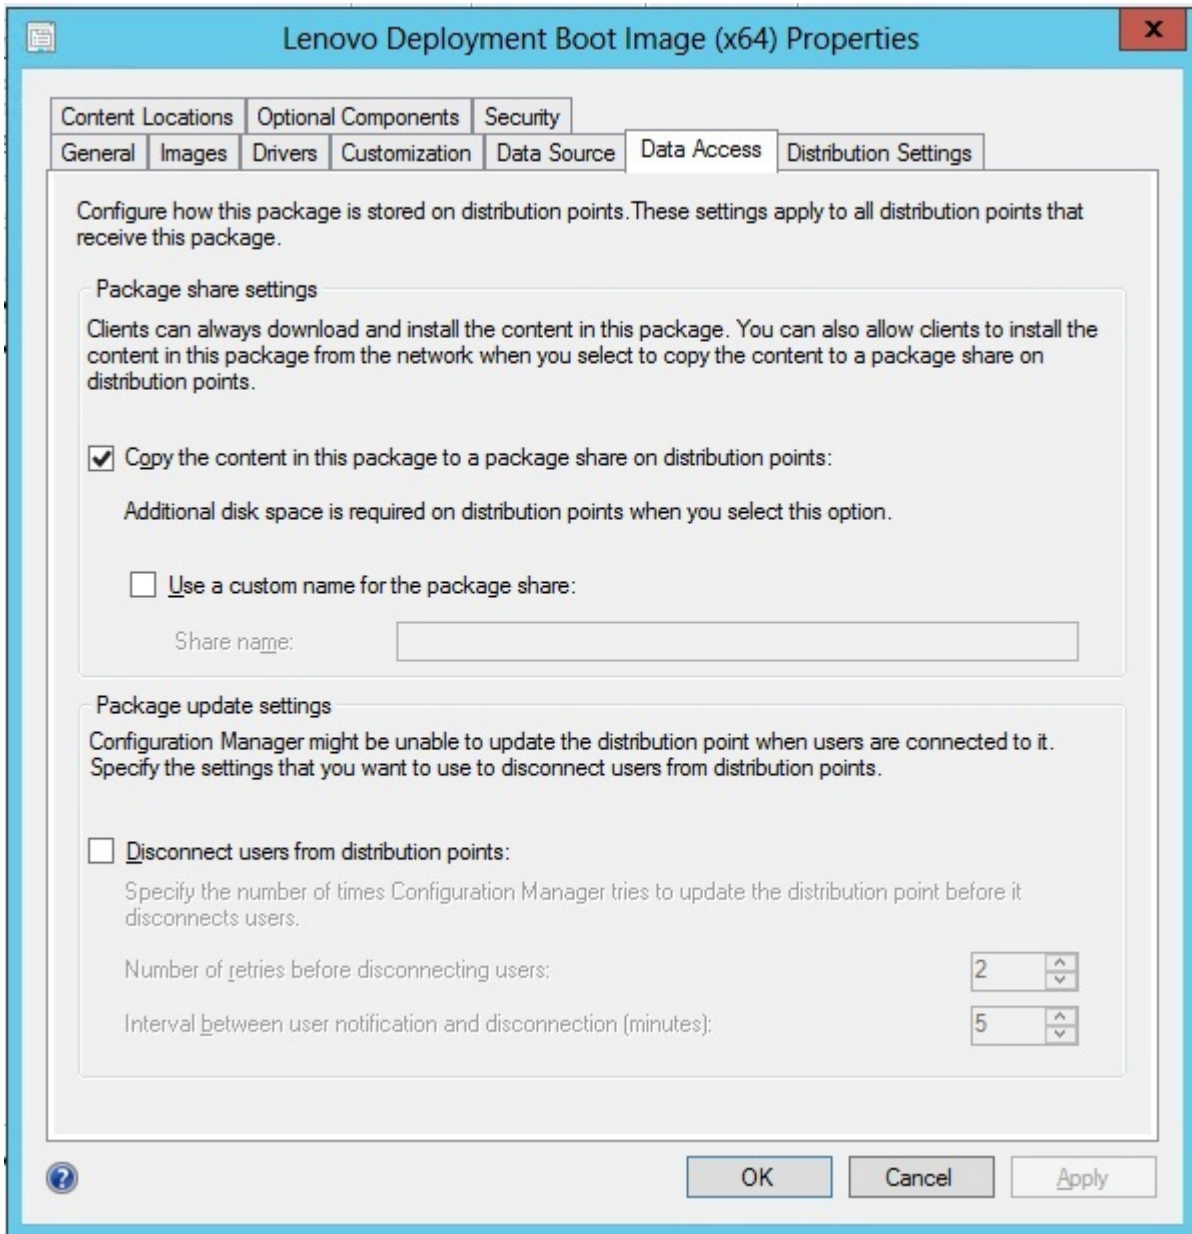 Lenovo Deployment Boot Image (x64) Properties
x
Content Locations Optional Components Security
General Images Drivers Customization Data Source Data Access Distribution Settings
Configure how this package is stored on distribution points.These settings apply to all distribution points that
receive this package.
Package share settings
Clients can always download and install the content in this package. You can also allow clients to install the
content in this package from the network when you select to copy the content to a package share on
distribution points.
Copy the content in this package to a package share on distribution points:
Additional disk space is required on distribution points when you select this option.
Use a custom name for the package share:
Share name:
Package update settings
Configuration Manager might be unable to update the distribution point when users are connected to it.
Specify the settings that you want to use to disconnect users from distribution points.
Disconnect users from distribution points:
Specify the number of times Configuration Manager tries to update the distribution point before it
disconnects users.
Number of retries before disconnecting users: 2
Interval between user notification and disconnection (minutes): 5
? OK Cancel Apply